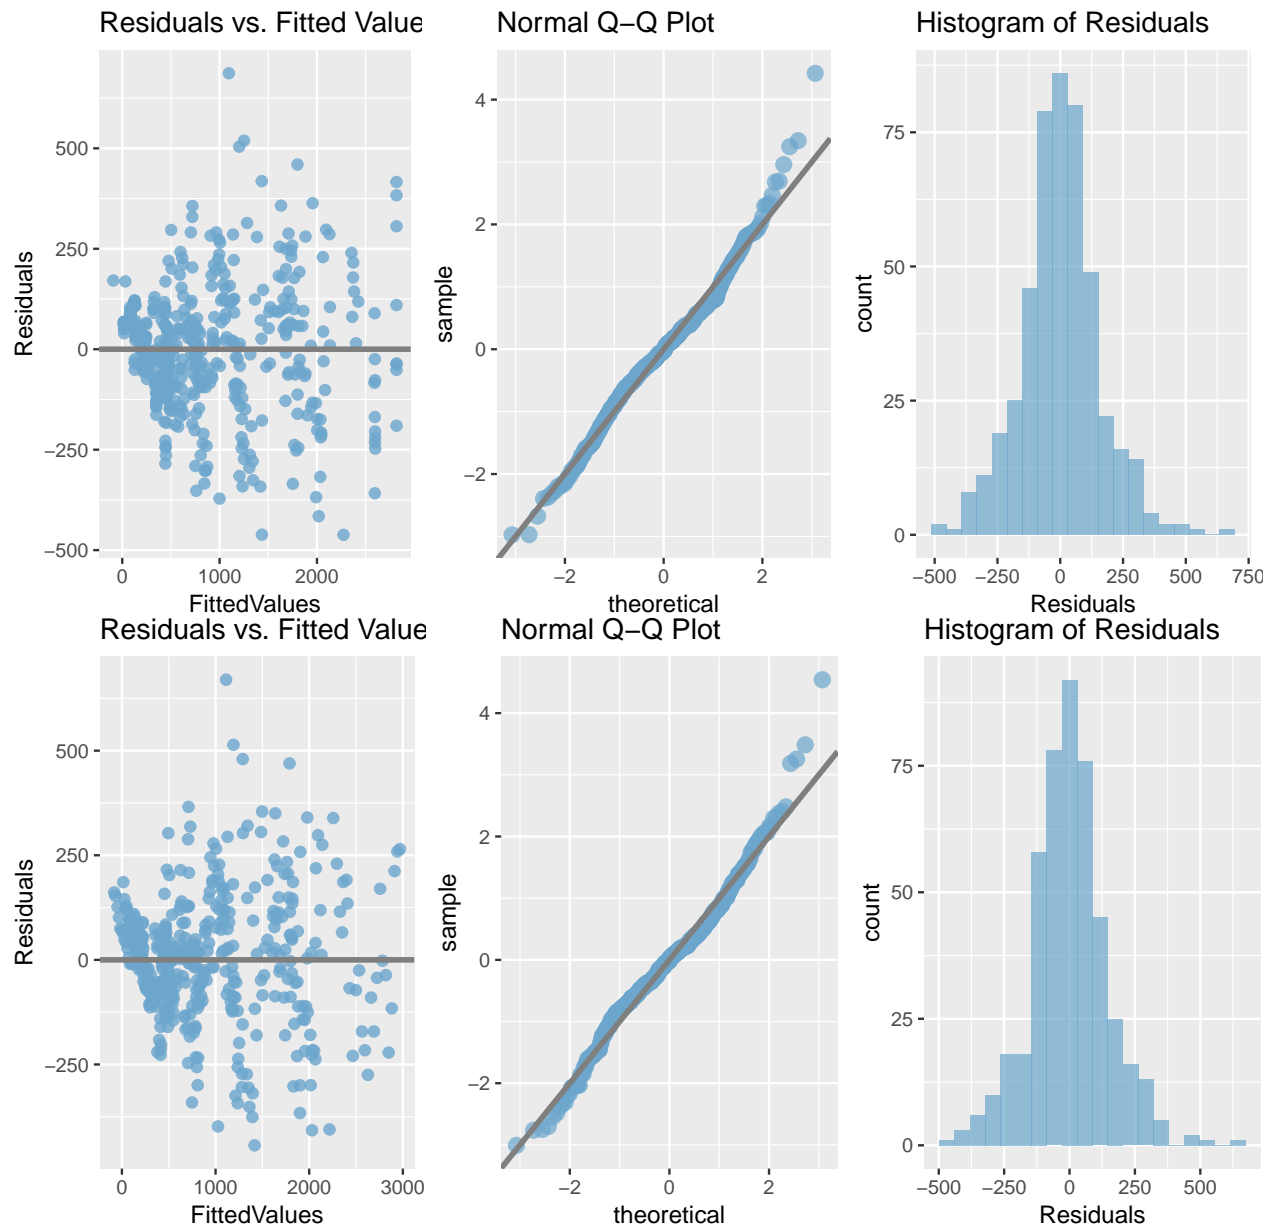 Residuals vs. Fitted Value
Normal Q−Q Plot
Histogram of Residuals
Residuals
500
250
0
−250
−500
0
1000
2000
FittedValues
sample
4
2
0
−2
−2
0
2
theoretical
count
75
50
25
0
−500
−250
0
250
500
750
Residuals
Residuals vs. Fitted Value
Normal Q−Q Plot
Histogram of Residuals
Residuals
500
250
0
−250
0
1000
2000
3000
FittedValues
sample
4
2
0
−2
−2
0
2
theoretical
count
75
50
25
0
−500
−250
0
250
500
Residuals